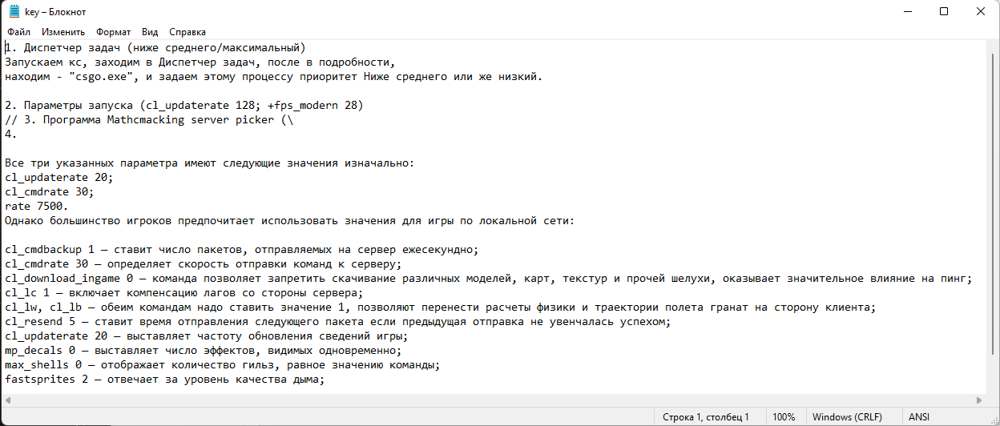 key – Блокнот
Файл Изменить Формат Вид Справка
1. Диспетчер задач (ниже среднего/максимальный)
Запускаем кс, заходим в Диспетчер задач, после в подробности,
находим - "csgo.exe", и задаем этому процессу приоритет Ниже среднего или же низкий.
2. Параметры запуска (cl_updaterate 128; +fps_modern 28)
// 3. Программа Mathcmacking server picker (\
4.
Все три указанных параметра имеют следующие значения изначально:
cl_updaterate 20;
cl_cmdrate 30;
rate 7500.
Однако большинство игроков предпочитает использовать значения для игры по локальной сети:
cl_cmdbackup 1 — ставит число пакетов, отправляемых на сервер ежесекундно;
cl_cmdrate 30 — определяет скорость отправки команд к серверу;
cl_download_ingame 0 — команда позволяет запретить скачивание различных моделей, карт, текстур и прочей шелухи, оказывает значительное влияние на пинг;
cl_lc 1 — включает компенсацию лагов со стороны сервера;
cl_lw, cl_lb — обеим командам надо ставить значение 1, позволяют перенести расчеты физики и траектории полета гранат на сторону клиента;
cl_resend 5 — ставит время отправления следующего пакета если предыдущая отправка не увенчалась успехом;
cl_updaterate 20 — выставляет частоту обновления сведений игры;
mp_decals 0 — выставляет число эффектов, видимых одновременно;
max_shells 0 — отображает количество гильз, равное значению команды;
fastsprites 2 — отвечает за уровень качества дыма;
Строка 1, столбец 1 100% Windows (CRLF) ANSI